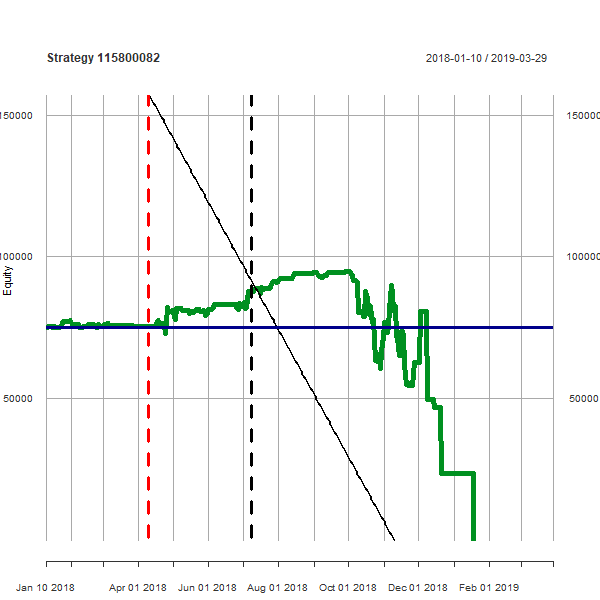 Strategy 115800082 2018-01-10 / 2019-03-29
150000 150000
100000 100000
Equity
50000 50000
Jan 10 2018 Apr 01 2018 Jun 01 2018 Aug 01 2018 Oct 01 2018 Dec 01 2018 Feb 01 2019